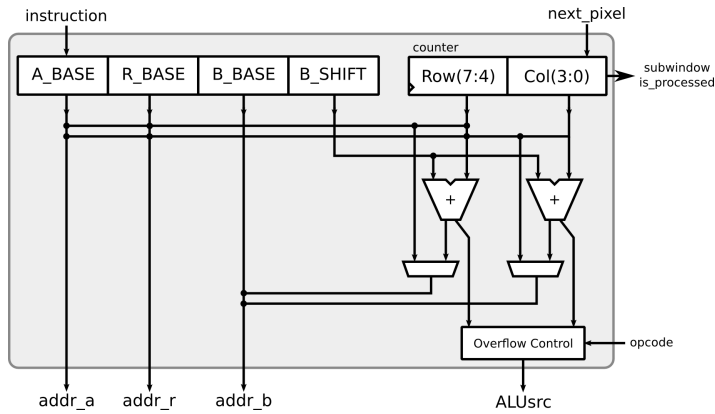 instruction
next_pixel
counter
A_BASE
R_BASE
B_BASE
B_SHIFT
Row(7:4)
Col(3:0)
subwindow
is_processed
+
+
Overflow Control
opcode
addr_a
addr_r
addr_b
ALUsrc